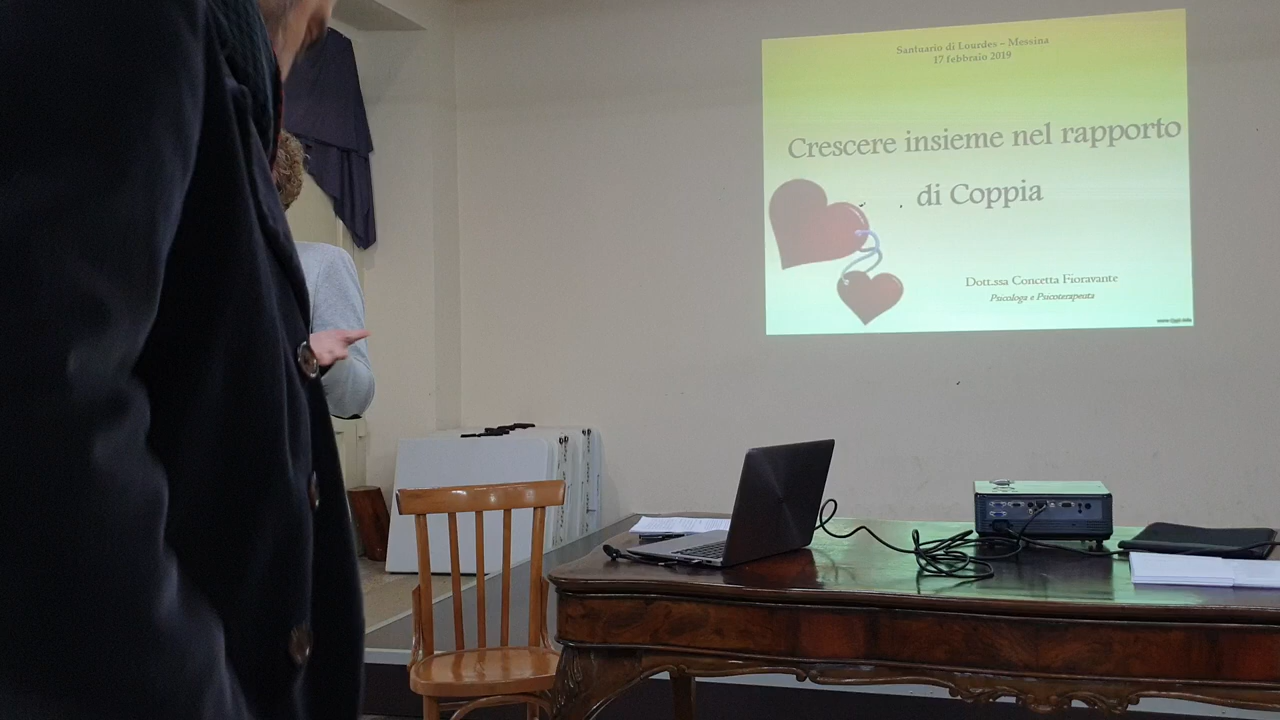 Santuario di Lourdes – Messina
17 febbraio 2019
Crescere insieme nel rapporto
di Coppia
Dott.ssa Concetta Fioravante
Psicologa e Psicoterapeuta